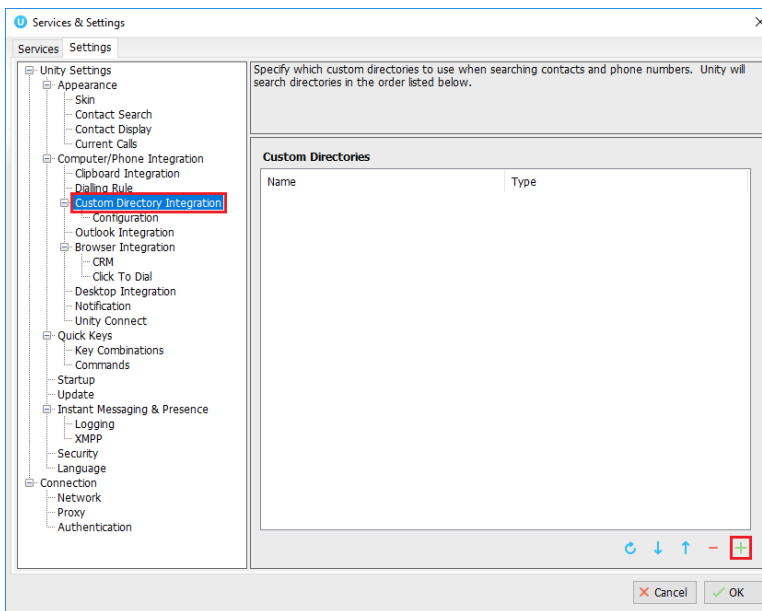 Services & Settings
Services Settings
Unity Settings
Appearance
Skin
Contact Search
Contact Display
Current Calls
Computer/Phone Integration
Clipboard Integration
Dialling Rule
Custom Directory Integration
Configuration
Outlook Integration
Browser Integration
CRM
Click To Dial
Desktop Integration
Notification
Unity Connect
Quick Keys
Key Combinations
Commands
Startup
Update
Instant Messaging & Presence
Logging
XMPP
Security
Language
Connection
Network
Proxy
Authentication
Specify which custom directories to use when searching contacts and phone numbers. Unity will
search directories in the order listed below.
Custom Directories
Name Type
Cancel OK